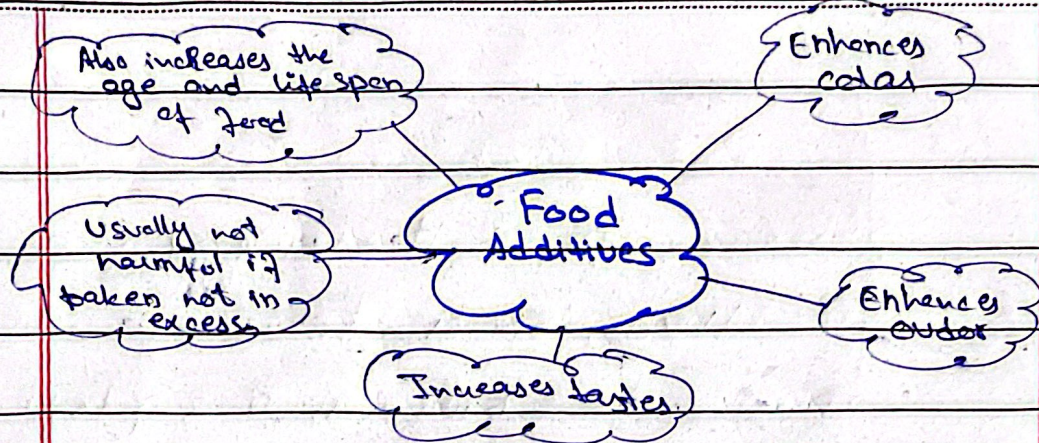 Also increases the
age and life span
of food
Enhances
colas
Food
Additives
Usually not
harmful if
taken not in
excess
Enhances
oudor
Increases tastes.